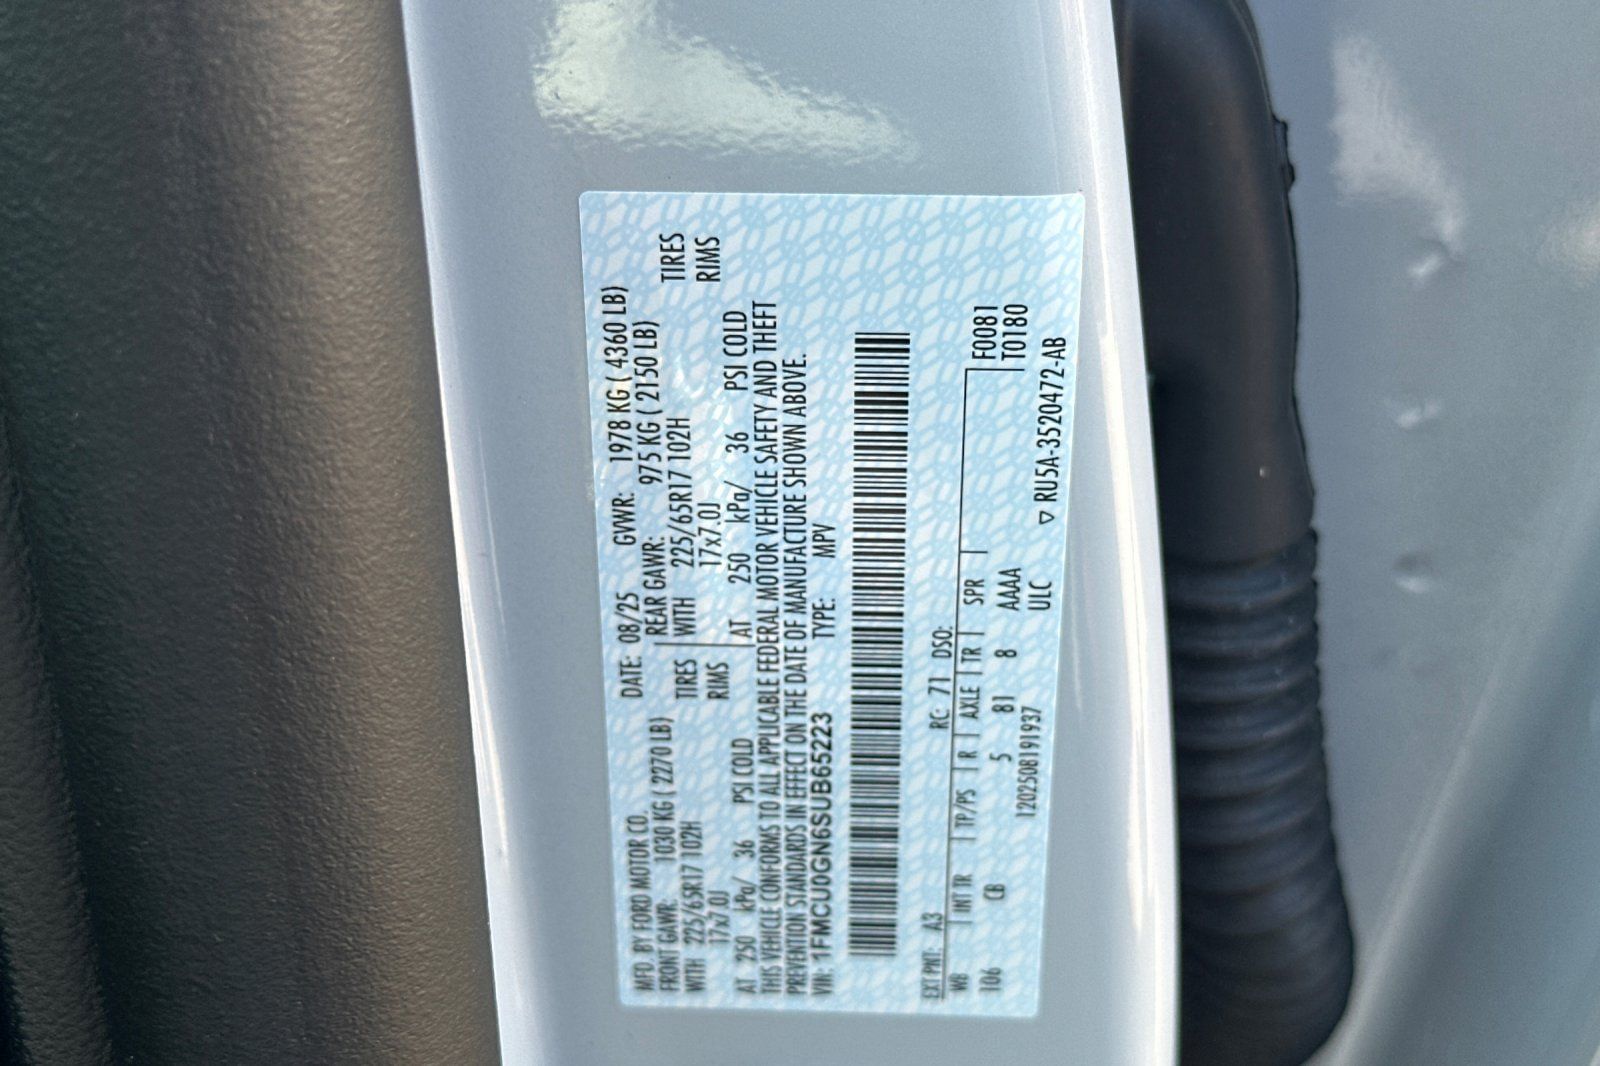 MFD. BY FORD MOTOR CO. DATE: 08/25 GVWR: 1978 KG ( 4360 LB)
FRONT GAWR: 1030 KG ( 2270 LB) REAR GAWR: 975 KG ( 2150 LB)
WITH 225/65R17 102H TIRES WITH 225/65R17 102H TIRES
17x7.0J RIMS 17x7.0J RIMS
AT 250 kPa/ 36 PSI COLD AT 250 kPa/ 36 PSI COLD
THIS VEHICLE CONFORMS TO ALL APPLICABLE FEDERAL MOTOR VEHICLE SAFETY AND THEFT
PREVENTION STANDARDS IN EFFECT ON THE DATE OF MANUFACTURE SHOWN ABOVE.
VIN: 1FMCU0GN6SUB65223 TYPE: MPV
EXT PNT: A3 RC: 71 DSO:
WB INT TR TP/PS R AXLE TR SPR F0081
106 CB 5 81 8 AAAA T0180
1202508191937 ULC
▽ RU5A-3520472-AB